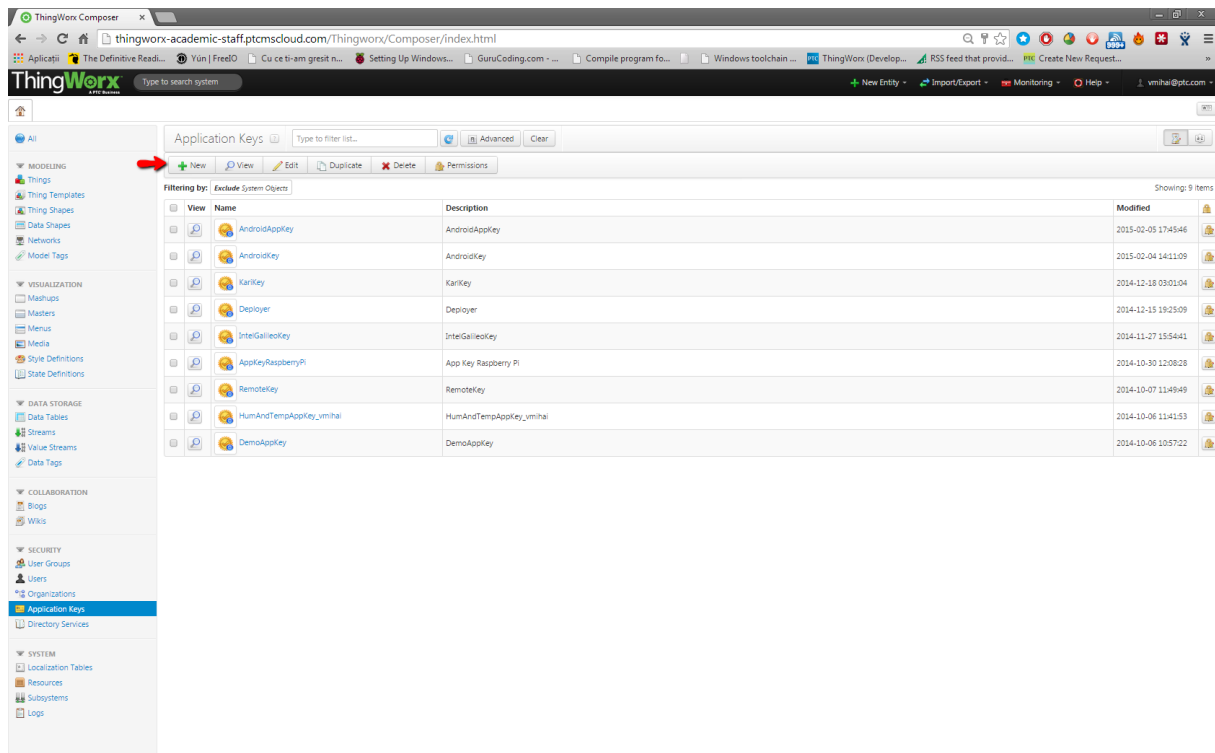 ThingWorx Composer
thingworx-academic-staff.ptcmscloud.com/Thingworx/Composer/index.html
Aplicații The Definitive Readi... Yún | FreeIO Cu ce ti-am gresit n... Setting Up Windows... GuruCoding.com - ... Compile program fo... Windows toolchain ... PTC ThingWorx (Develop... RSS feed that provid... PTC Create New Request... »
999+
ThingWorx Type to search system New Entity Import/Export Monitoring Help vmihai@ptc.com
A PTC Business
All
MODELING
Things
Thing Templates
Thing Shapes
Data Shapes
Networks
Model Tags
VISUALIZATION
Mashups
Masters
Menus
Media
Style Definitions
State Definitions
DATA STORAGE
Data Tables
Streams
Value Streams
Data Tags
COLLABORATION
Blogs
Wikis
SECURITY
User Groups
Users
Organizations
Application Keys
Directory Services
SYSTEM
Localization Tables
Resources
Subsystems
Logs
Application Keys Type to filter list... Advanced Clear
New View Edit Duplicate Delete Permissions
Filtering by: Exclude System Objects Showing: 9 items
View Name Description Modified
AndroidAppKey AndroidAppKey 2015-02-05 17:45:46
AndroidKey AndroidKey 2015-02-04 14:11:09
KariKey KariKey 2014-12-18 03:01:04
Deployer Deployer 2014-12-15 19:25:09
IntelGalileoKey IntelGalileoKey 2014-11-27 15:54:41
AppKeyRaspberryPi App Key Raspberry Pi 2014-10-30 12:08:28
RemoteKey RemoteKey 2014-10-07 11:49:49
HumAndTempAppKey_vmihai HumAndTempAppKey_vmihai 2014-10-06 11:41:53
DemoAppKey DemoAppKey 2014-10-06 10:57:22